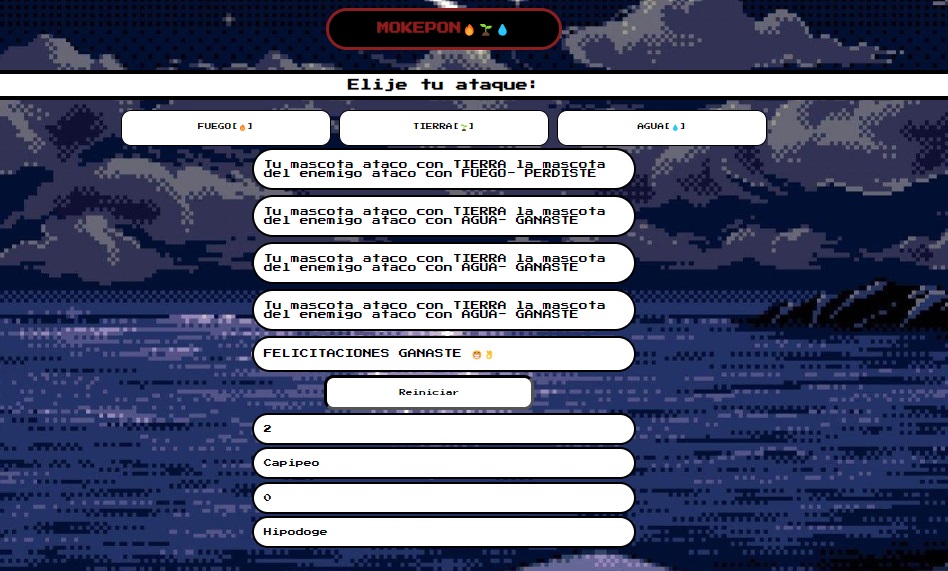 MOKEPON🔥🌱💧
Elije tu ataque:
FUEGO[🔥]
TIERRA[🌱]
AGUA[💧]
Tu mascota ataco con TIERRA la mascota
del enemigo ataco con FUEGO- PERDISTE
Tu mascota ataco con TIERRA la mascota
del enemigo ataco con AGUA- GANASTE
Tu mascota ataco con TIERRA la mascota
del enemigo ataco con AGUA- GANASTE
Tu mascota ataco con TIERRA la mascota
del enemigo ataco con AGUA- GANASTE
FELICITACIONES GANASTE
Reiniciar
2
Capipeo
0
Hipodoge